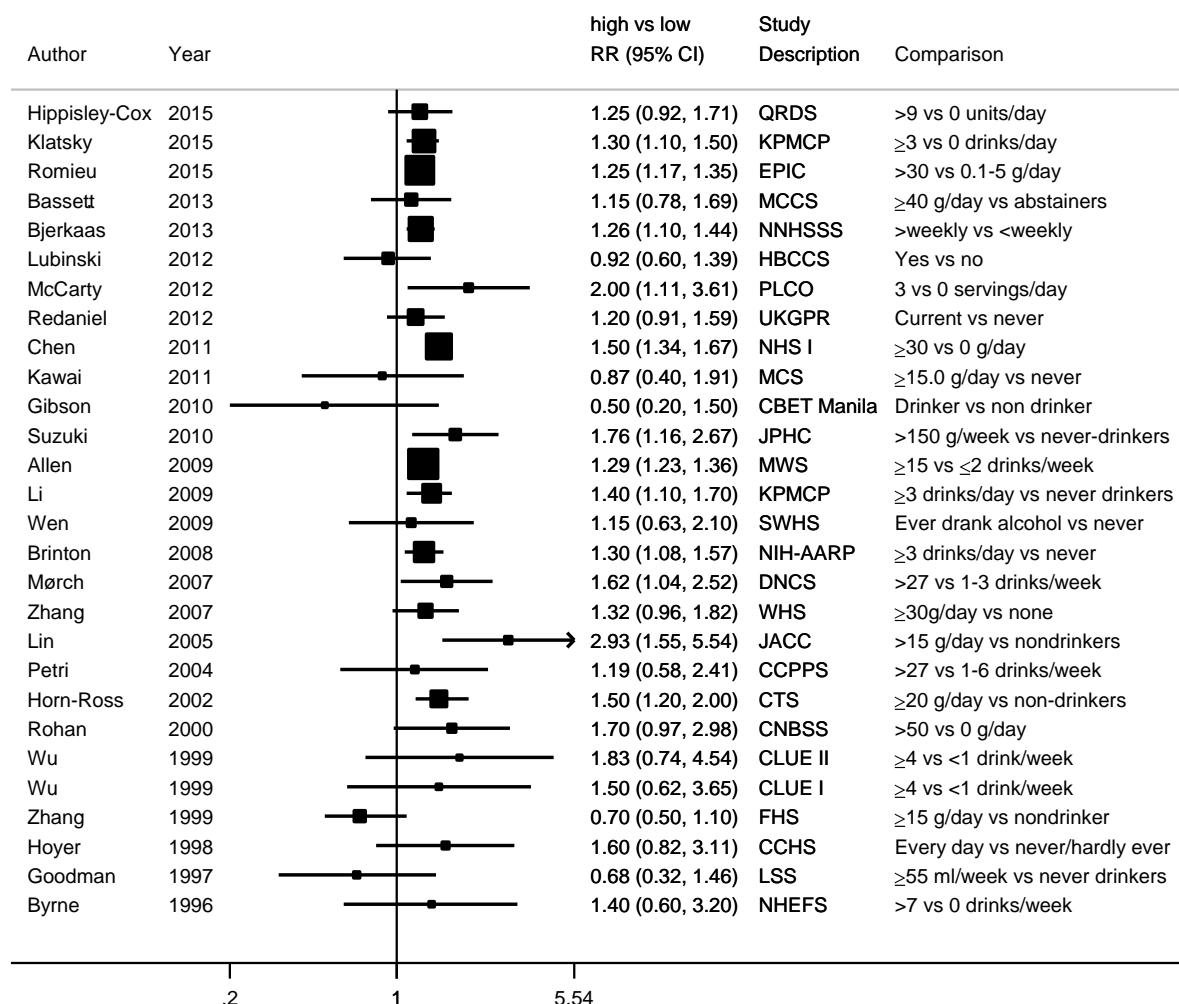 high vs low Study
Author Year RR (95% CI) Description Comparison
Hippisley-Cox 2015 1.25 (0.92, 1.71) QRDS >9 vs 0 units/day
Klatsky 2015 1.30 (1.10, 1.50) KPMCP ≥3 vs 0 drinks/day
Romieu 2015 1.25 (1.17, 1.35) EPIC >30 vs 0.1-5 g/day
Bassett 2013 1.15 (0.78, 1.69) MCCS ≥40 g/day vs abstainers
Bjerkaas 2013 1.26 (1.10, 1.44) NNHSSS >weekly vs <weekly
Lubinski 2012 0.92 (0.60, 1.39) HBCCS Yes vs no
McCarty 2012 2.00 (1.11, 3.61) PLCO 3 vs 0 servings/day
Redaniel 2012 1.20 (0.91, 1.59) UKGPR Current vs never
Chen 2011 1.50 (1.34, 1.67) NHS I ≥30 vs 0 g/day
Kawai 2011 0.87 (0.40, 1.91) MCS ≥15.0 g/day vs never
Gibson 2010 0.50 (0.20, 1.50) CBET Manila Drinker vs non drinker
Suzuki 2010 1.76 (1.16, 2.67) JPHC >150 g/week vs never-drinkers
Allen 2009 1.29 (1.23, 1.36) MWS ≥15 vs ≤2 drinks/week
Li 2009 1.40 (1.10, 1.70) KPMCP ≥3 drinks/day vs never drinkers
Wen 2009 1.15 (0.63, 2.10) SWHS Ever drank alcohol vs never
Brinton 2008 1.30 (1.08, 1.57) NIH-AARP ≥3 drinks/day vs never
Mørch 2007 1.62 (1.04, 2.52) DNCS >27 vs 1-3 drinks/week
Zhang 2007 1.32 (0.96, 1.82) WHS ≥30g/day vs none
Lin 2005 2.93 (1.55, 5.54) JACC >15 g/day vs nondrinkers
Petri 2004 1.19 (0.58, 2.41) CCPPS >27 vs 1-6 drinks/week
Horn-Ross 2002 1.50 (1.20, 2.00) CTS ≥20 g/day vs non-drinkers
Rohan 2000 1.70 (0.97, 2.98) CNBSS >50 vs 0 g/day
Wu 1999 1.83 (0.74, 4.54) CLUE II ≥4 vs <1 drink/week
Wu 1999 1.50 (0.62, 3.65) CLUE I ≥4 vs <1 drink/week
Zhang 1999 0.70 (0.50, 1.10) FHS ≥15 g/day vs nondrinker
Hoyer 1998 1.60 (0.82, 3.11) CCHS Every day vs never/hardly ever
Goodman 1997 0.68 (0.32, 1.46) LSS ≥55 ml/week vs never drinkers
Byrne 1996 1.40 (0.60, 3.20) NHEFS >7 vs 0 drinks/week
.2 1 5.54